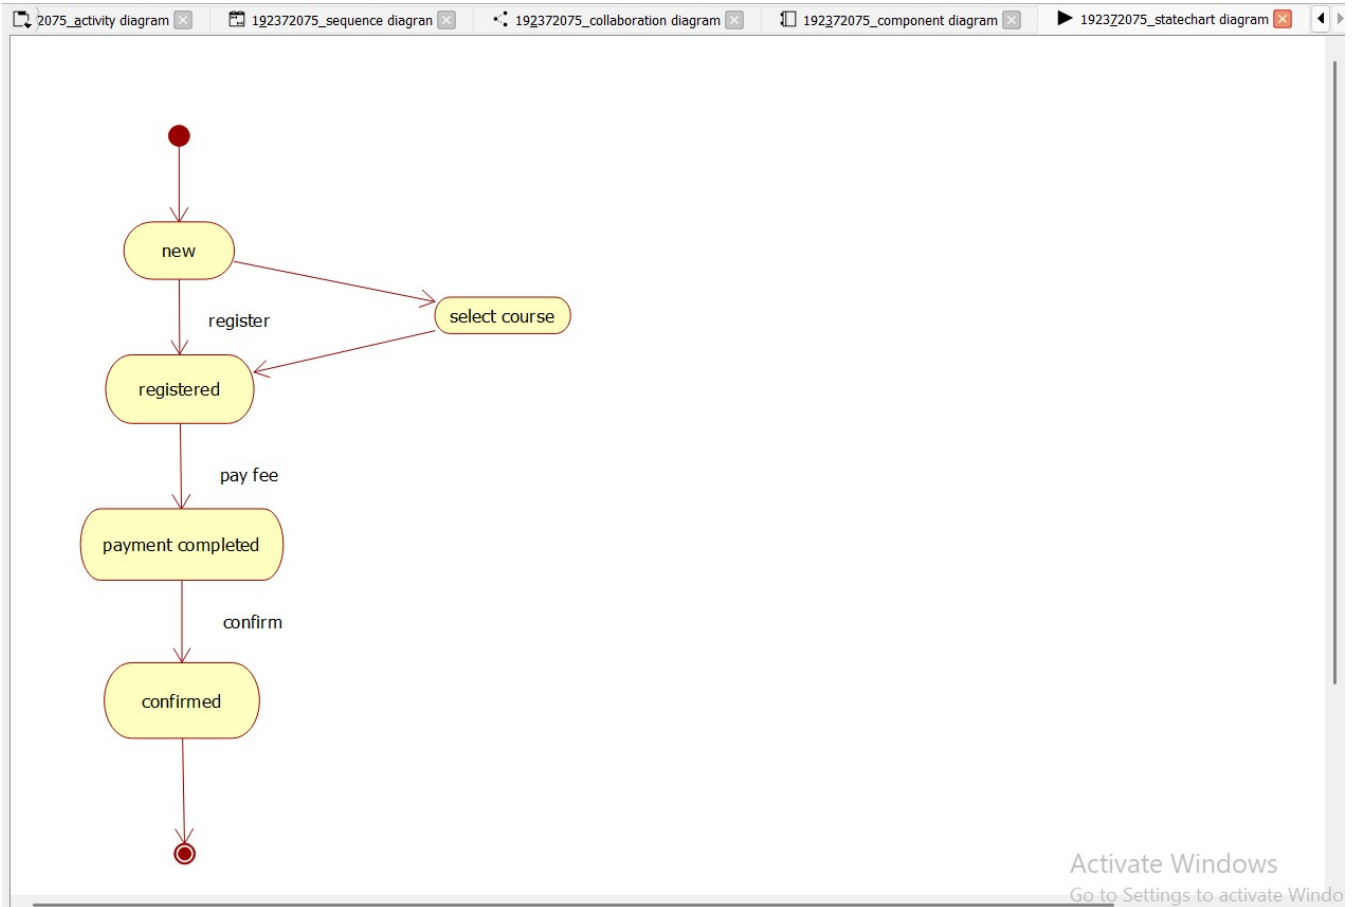 2075_activity diagram
192372075_sequence diagran
192372075_collaboration diagram
192372075_component diagram
192372075_statechart diagram
new
register
select course
registered
pay fee
payment completed
confirm
confirmed
Activate Windows
Go to Settings to activate Windo